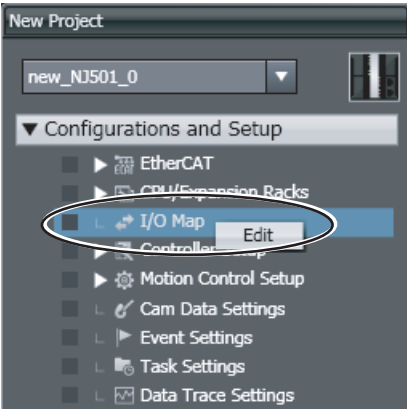 New Project
new_NJ501_0
Configurations and Setup
EtherCAT
CPU/Expansion Racks
I/O Map
Edit
Controller
Motion Control Setup
Cam Data Settings
Event Settings
Task Settings
Data Trace Settings